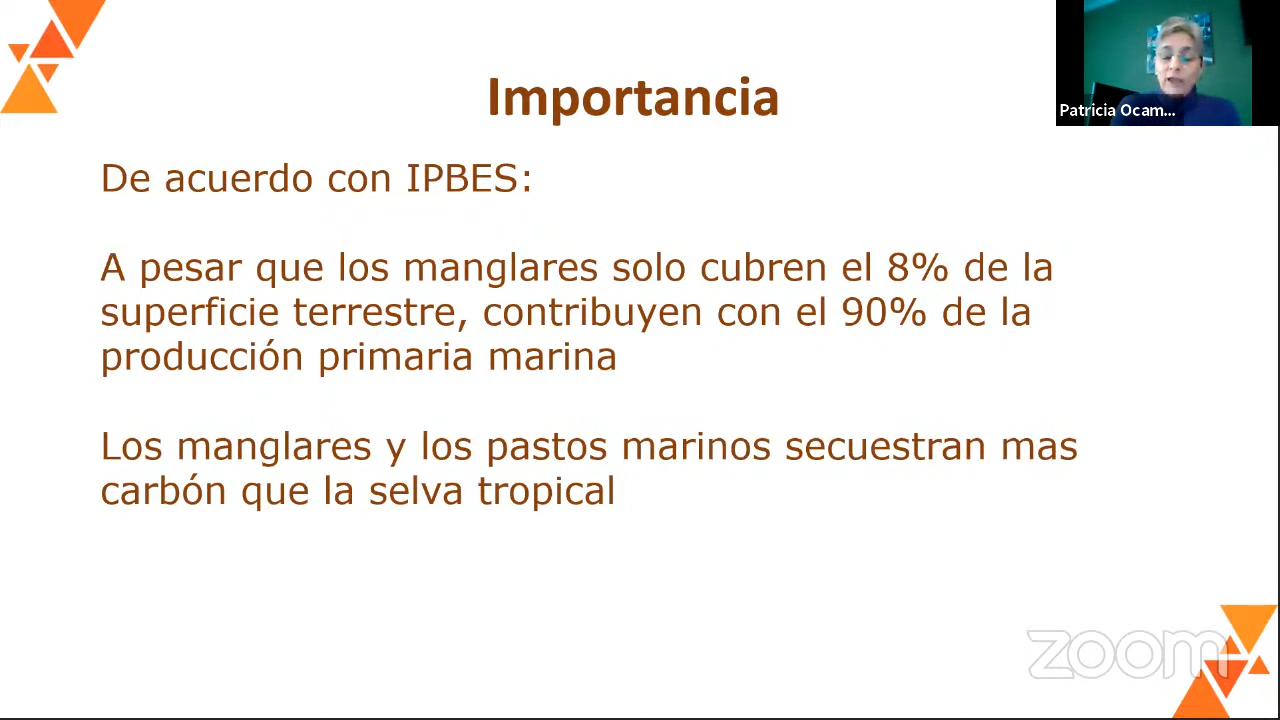 Importancia
Patricia Ocam...
De acuerdo con IPBES:
A pesar que los manglares solo cubren el 8% de la
superficie terrestre, contribuyen con el 90% de la
producción primaria marina
Los manglares y los pastos marinos secuestran mas
carbón que la selva tropical
zoom